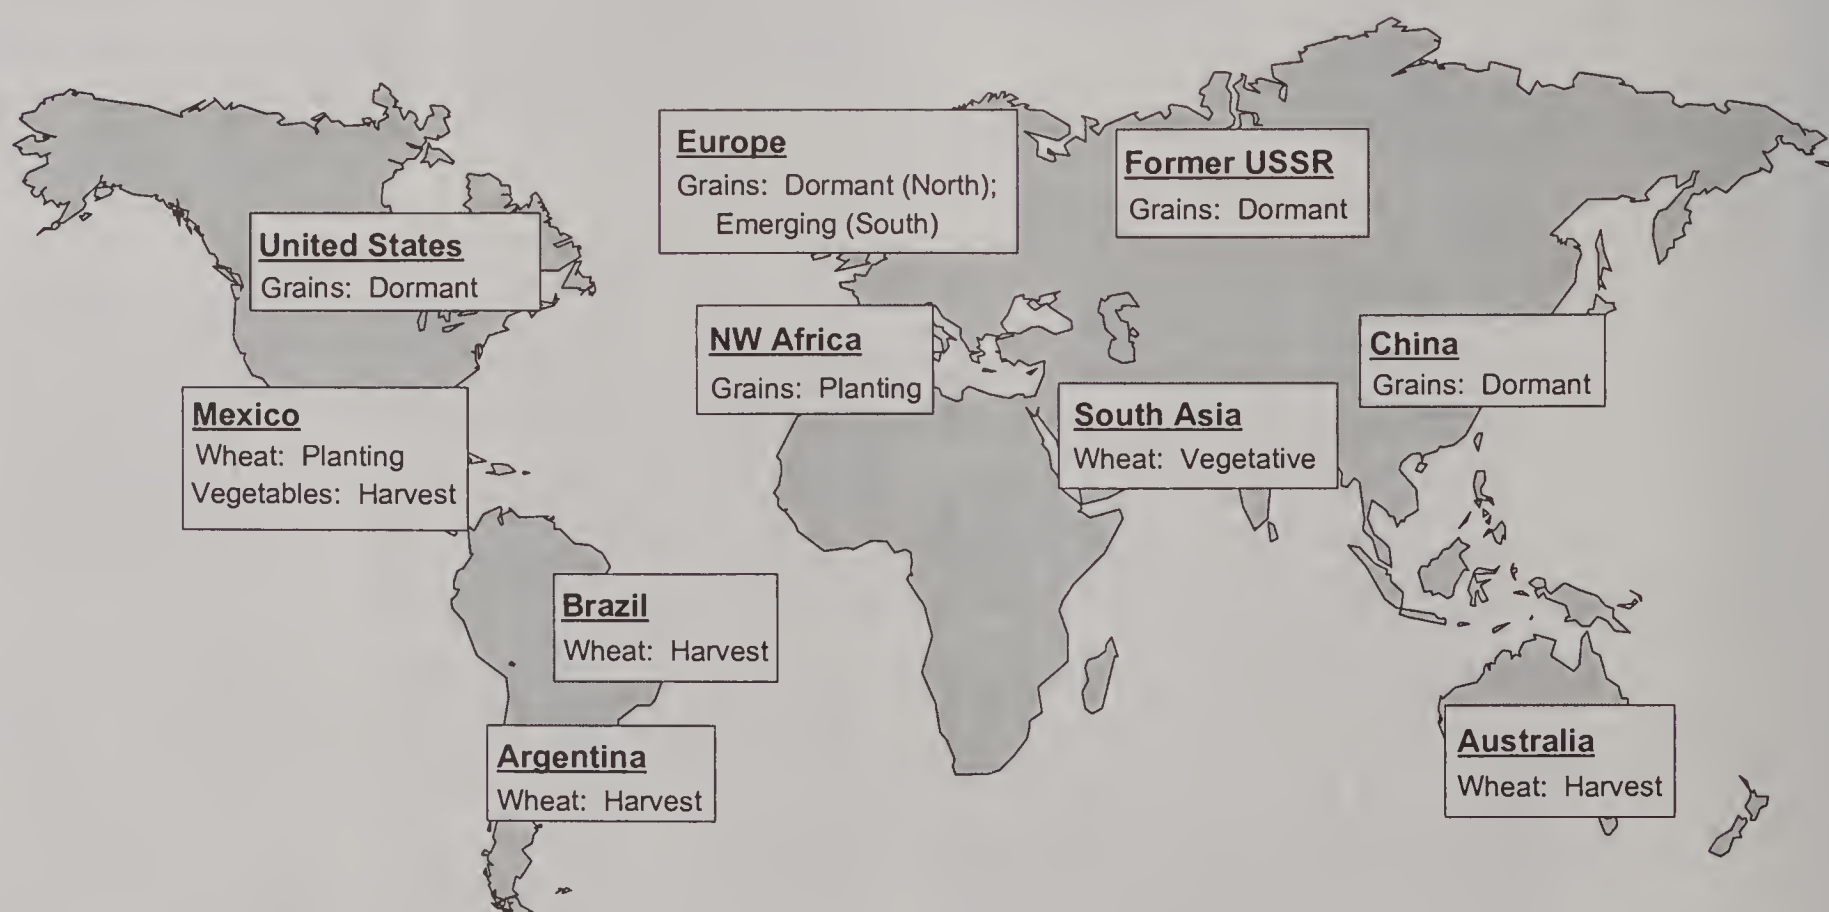 Europe
Grains: Dormant (North);
Emerging (South)
Former USSR
Grains: Dormant
United States
Grains: Dormant
NW Africa
Grains: Planting
China
Grains: Dormant
Mexico
Wheat: Planting
Vegetables: Harvest
South Asia
Wheat: Vegetative
Brazil
Wheat: Harvest
Argentina
Wheat: Harvest
Australia
Wheat: Harvest